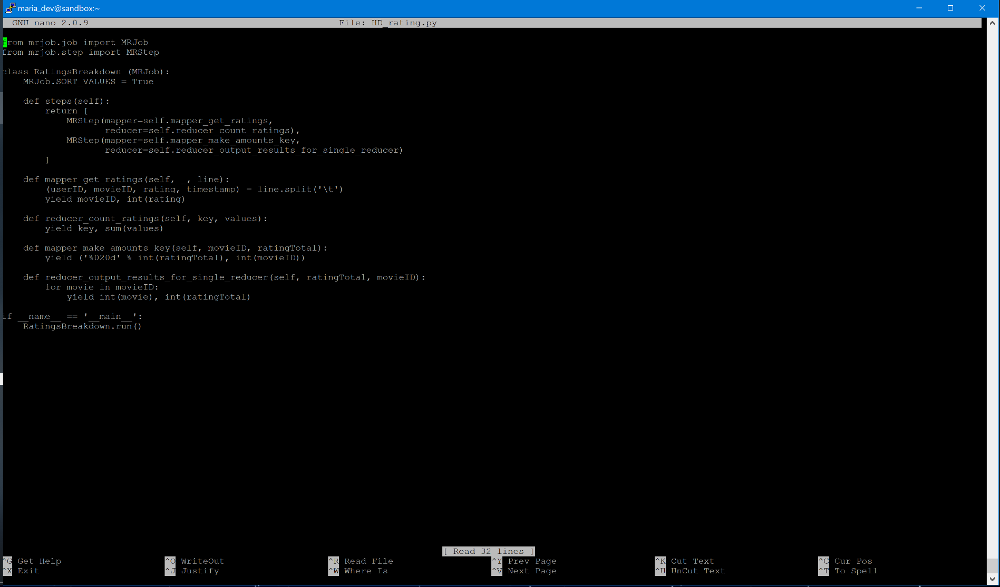 maria_dev@sandbox:~
GNU nano 2.0.9 File: HD_rating.py
from mrjob.job import MRJob
from mrjob.step import MRStep
class RatingsBreakdown (MRJob):
    MRJob.SORT_VALUES = True
    def steps(self):
        return [
            MRStep(mapper=self.mapper_get_ratings,
                   reducer=self.reducer_count_ratings),
            MRStep(mapper=self.mapper_make_amounts_key,
                   reducer=self.reducer_output_results_for_single_reducer)
        ]
    def mapper_get_ratings(self, _, line):
        (userID, movieID, rating, timestamp) = line.split('\t')
        yield movieID, int(rating)
    def reducer_count_ratings(self, key, values):
        yield key, sum(values)
    def mapper_make_amounts_key(self, movieID, ratingTotal):
        yield ('%020d' % int(ratingTotal), int(movieID))
    def reducer_output_results_for_single_reducer(self, ratingTotal, movieID):
        for movie in movieID:
            yield int(movie), int(ratingTotal)
if __name__ == '__main__':
    RatingsBreakdown.run()
[ Read 32 lines ]
^G Get Help ^O WriteOut ^R Read File ^Y Prev Page ^K Cut Text ^C Cur Pos
^X Exit ^J Justify ^W Where Is ^V Next Page ^U UnCut Text ^T To Spell